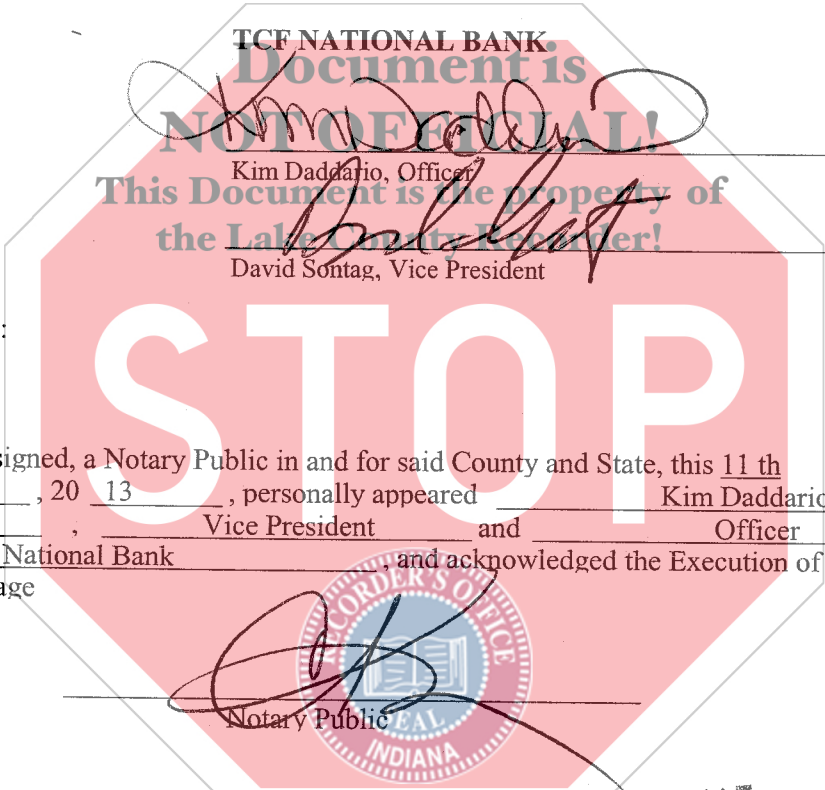 TCF NATIONAL BANK
Document is
NOT OFFICIAL!
Kim Daddario, Officer
This Document is the property of
the Lake County Recorder!
David Sontag, Vice President
:
STOP
signed, a Notary Public in and for said County and State, this 11 th
, 20 13 , personally appeared Kim Daddario
, Vice President and Officer
National Bank , and acknowledged the Execution of
age
RECORDER'S OFFICE
Notary Public
SEAL
INDIANA